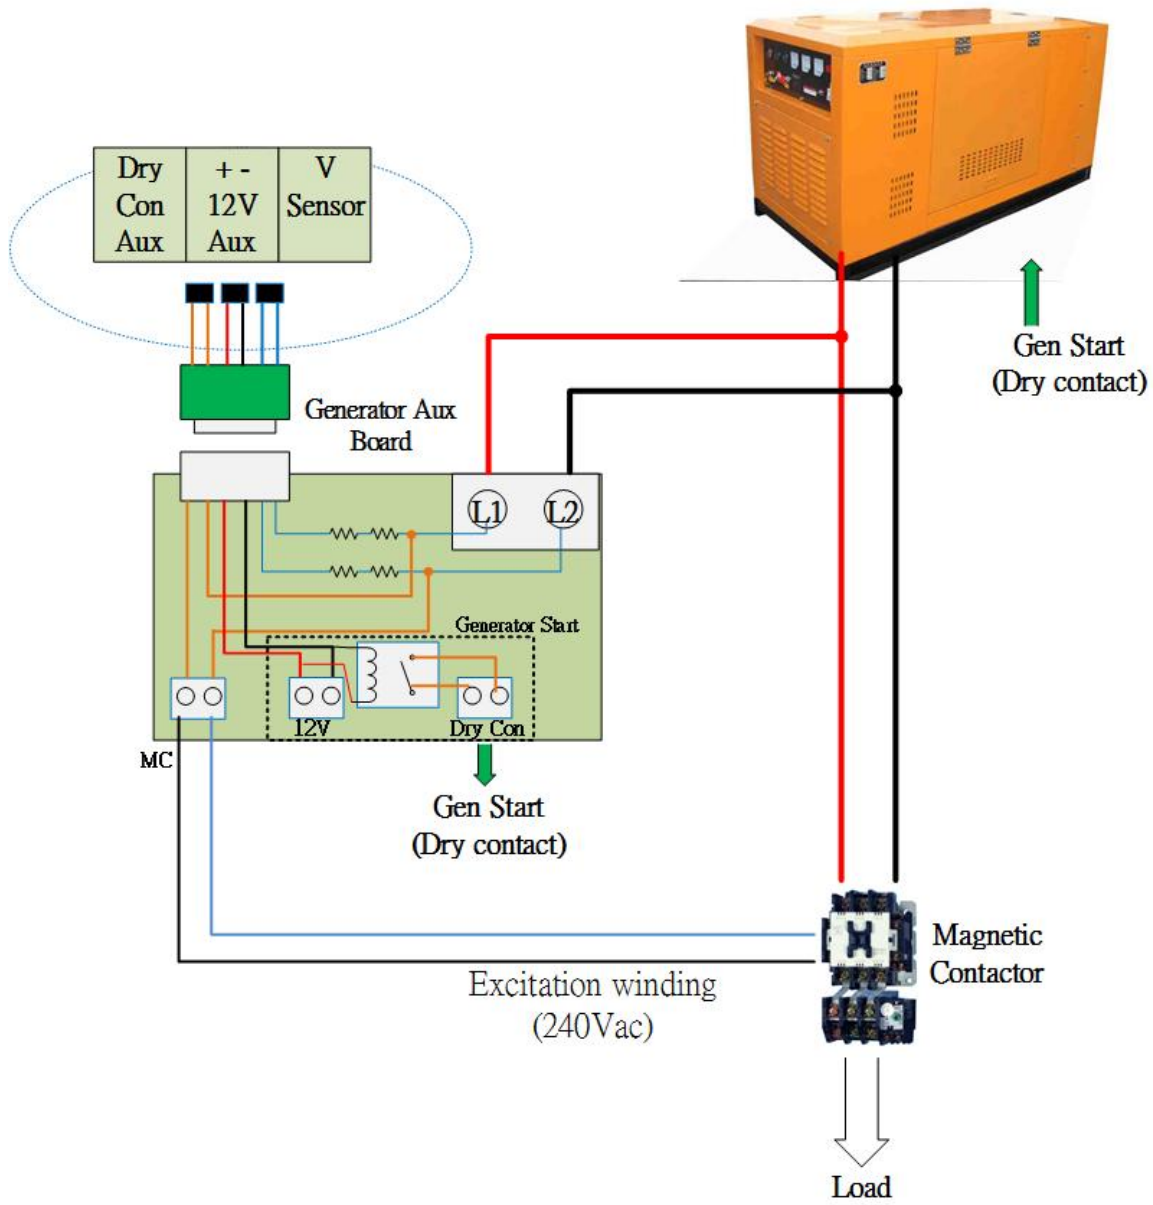 Dry
Con
Aux
+ -
12V
Aux
V
Sensor
Gen Start
(Dry contact)
Generator Aux
Board
L1
L2
Generator Start
12V
Dry Con
MC
Gen Start
(Dry contact)
Magnetic
Contactor
Excitation winding
(240Vac)
Load